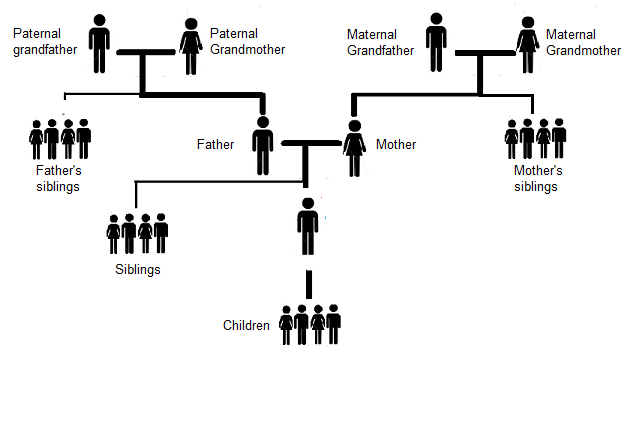 Paternal
grandfather
Paternal
Grandmother
Maternal
Grandfather
Maternal
Grandmother
Father
Mother
Father's
siblings
Mother's
siblings
Siblings
Children